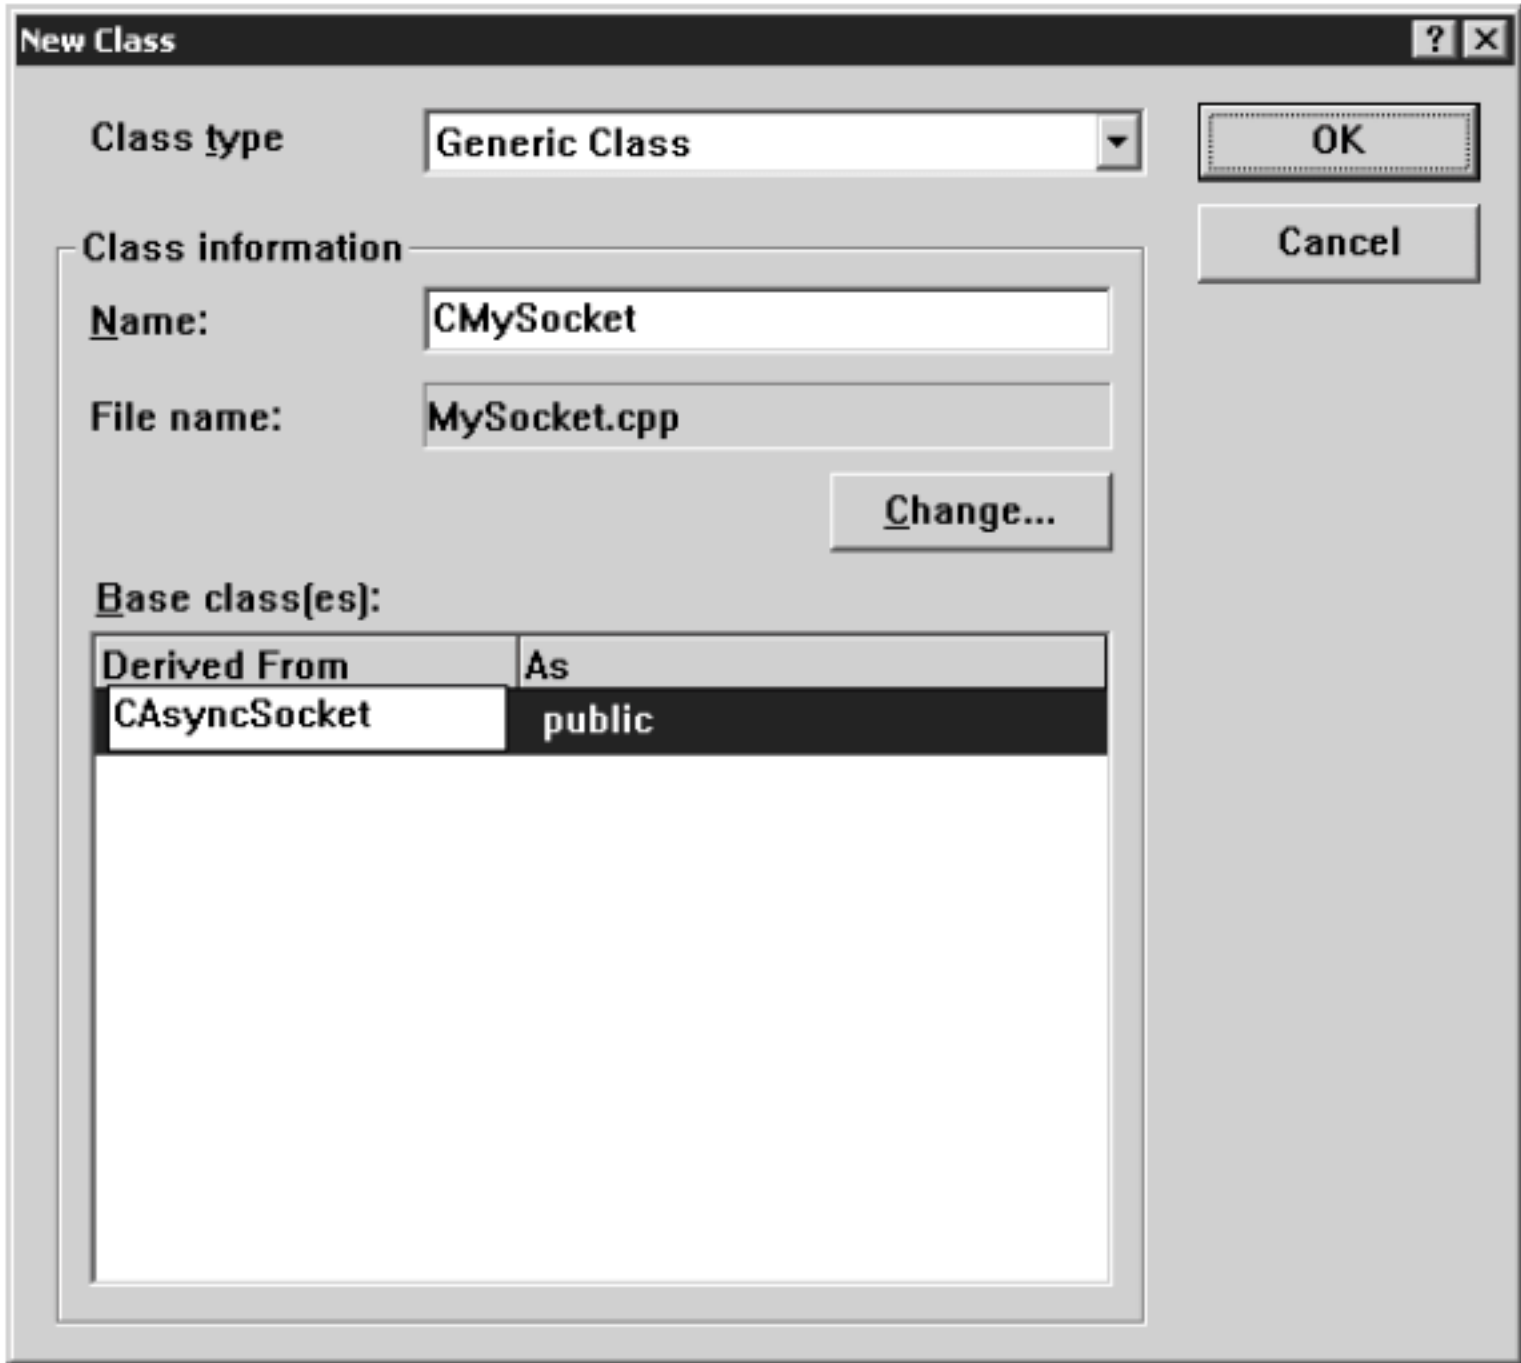 New Class
Class type Generic Class
OK
Cancel
Class information
Name: CMySocket
File name: MySocket.cpp
Change...
Base class(es):
Derived From As
CAsyncSocket public